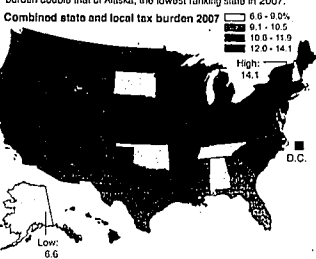 burden double that of Alaska, the lowest ranking state in 2007.
Combined state and local tax burden 2007
6.6 - 9.0%
9.1 - 10.5
10.6 - 11.9
12.0 - 14.1
High:
14.1
D.C.
Low:
6.6